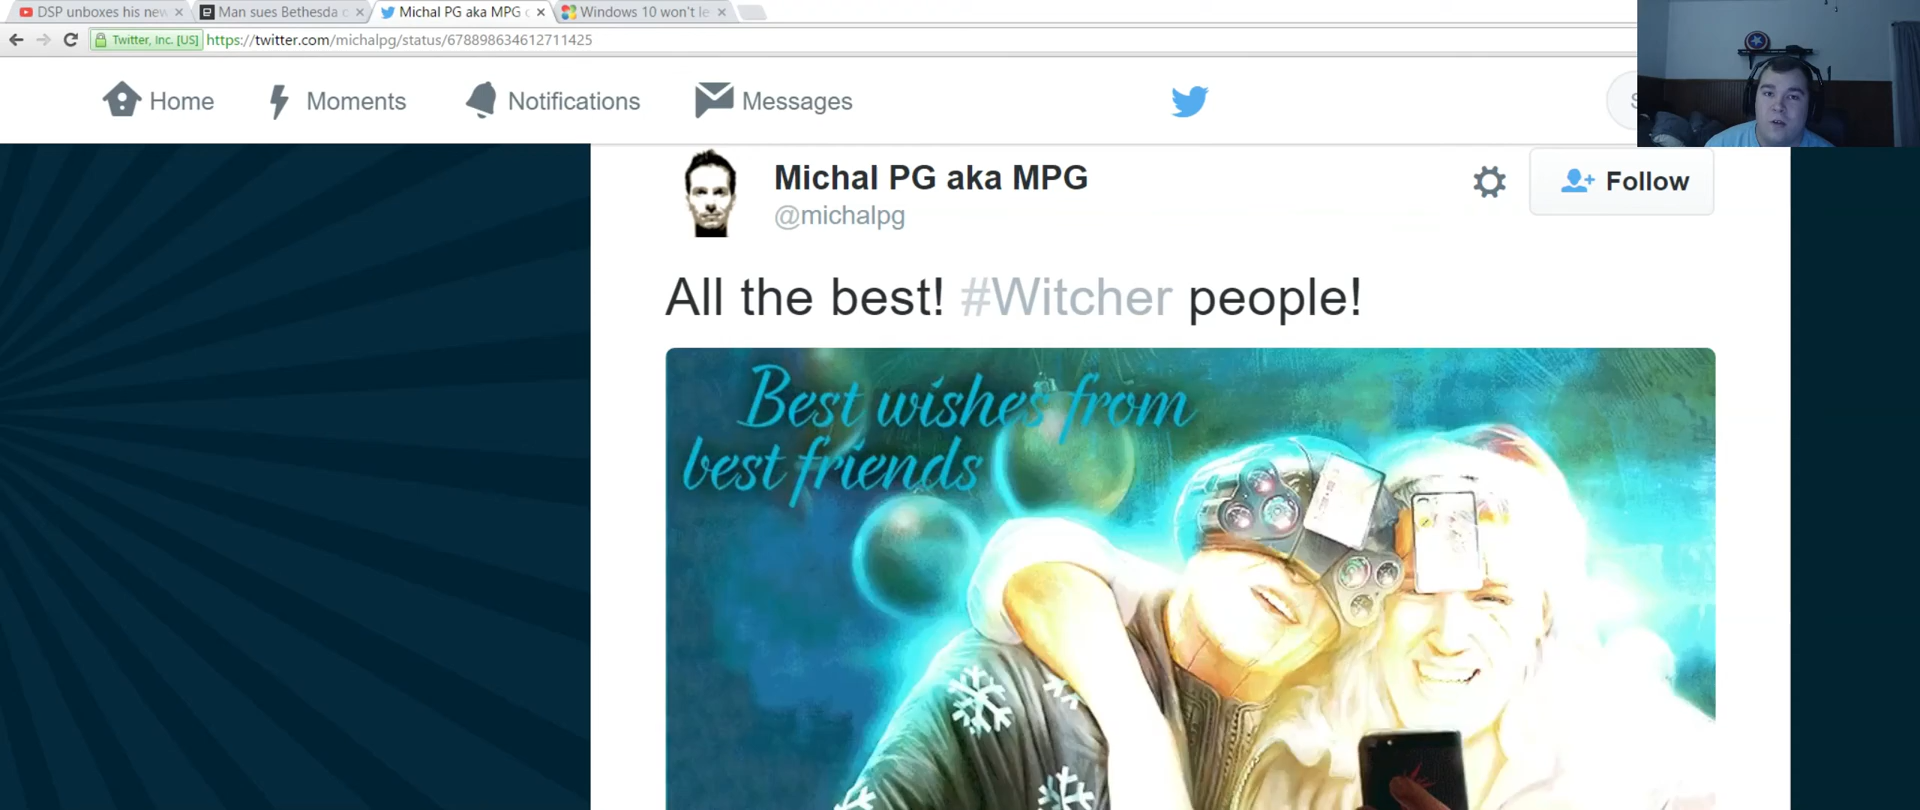 DSP unboxes his new
Man sues Bethesda
Michal PG aka MPG
Windows 10 won't le
Twitter, Inc. [US] https://twitter.com/michalpg/status/678898634612711425
Home Moments Notifications Messages
Michal PG aka MPG
@michalpg
Follow
All the best! #Witcher people!
Best wishes from
best friends